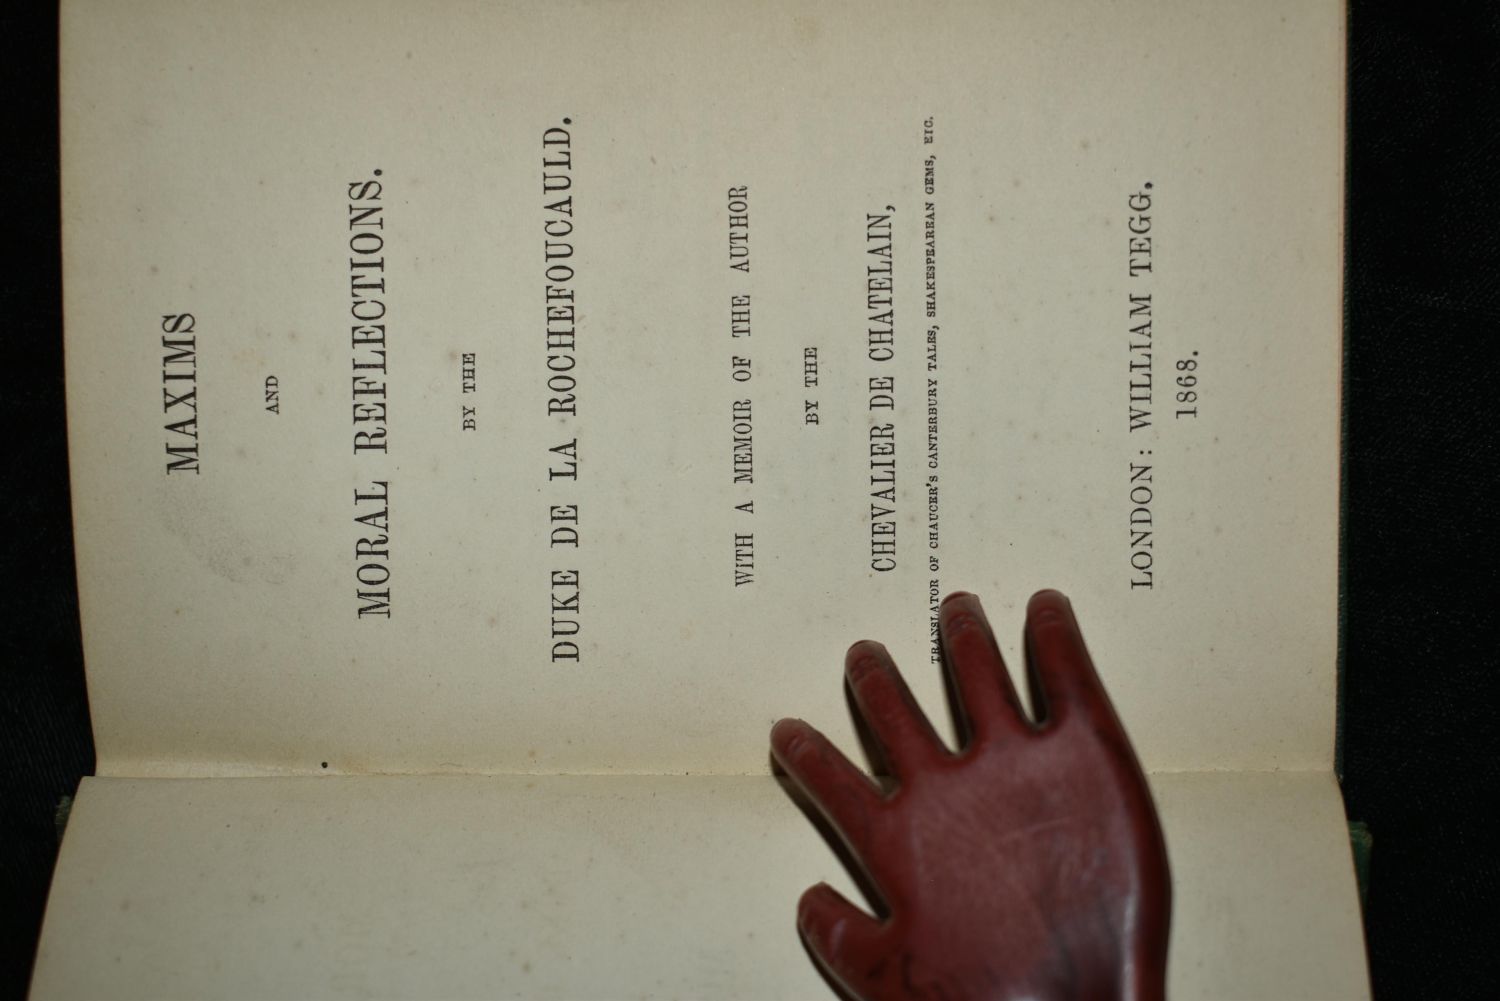 MAXIMS
AND
MORAL REFLECTIONS.
BY THE
DUKE DE LA ROCHEFOUCAULD.
WITH A MEMOIR OF THE AUTHOR
BY THE
CHEVALIER DE CHATELAIN,
TRANSLATOR OF CHAUCER'S CANTERBURY TALES, SHAKESPEAREAN GEMS, ETC.
LONDON: WILLIAM TEGG.
1868.